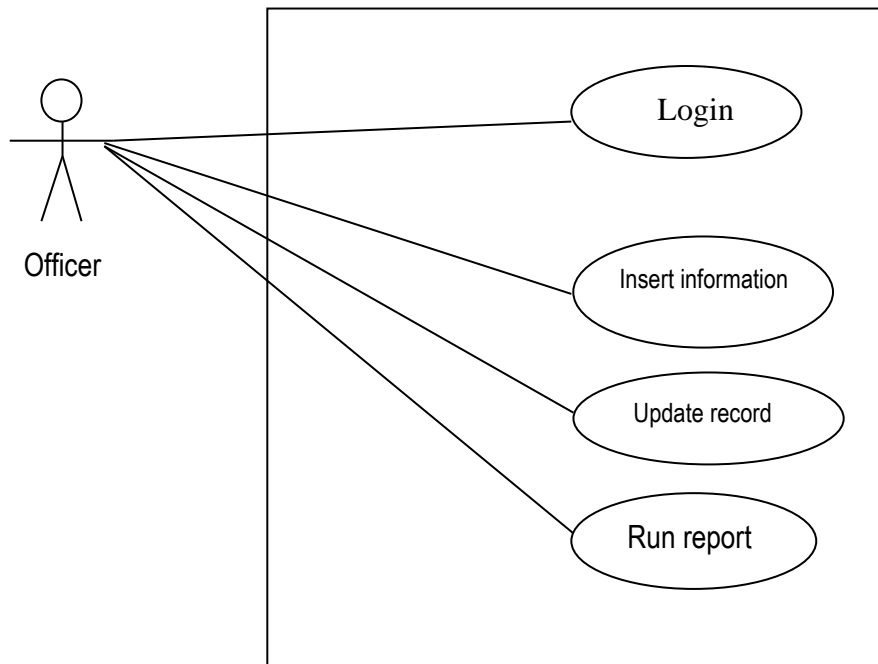 Login
Officer
Insert information
Update record
Run report